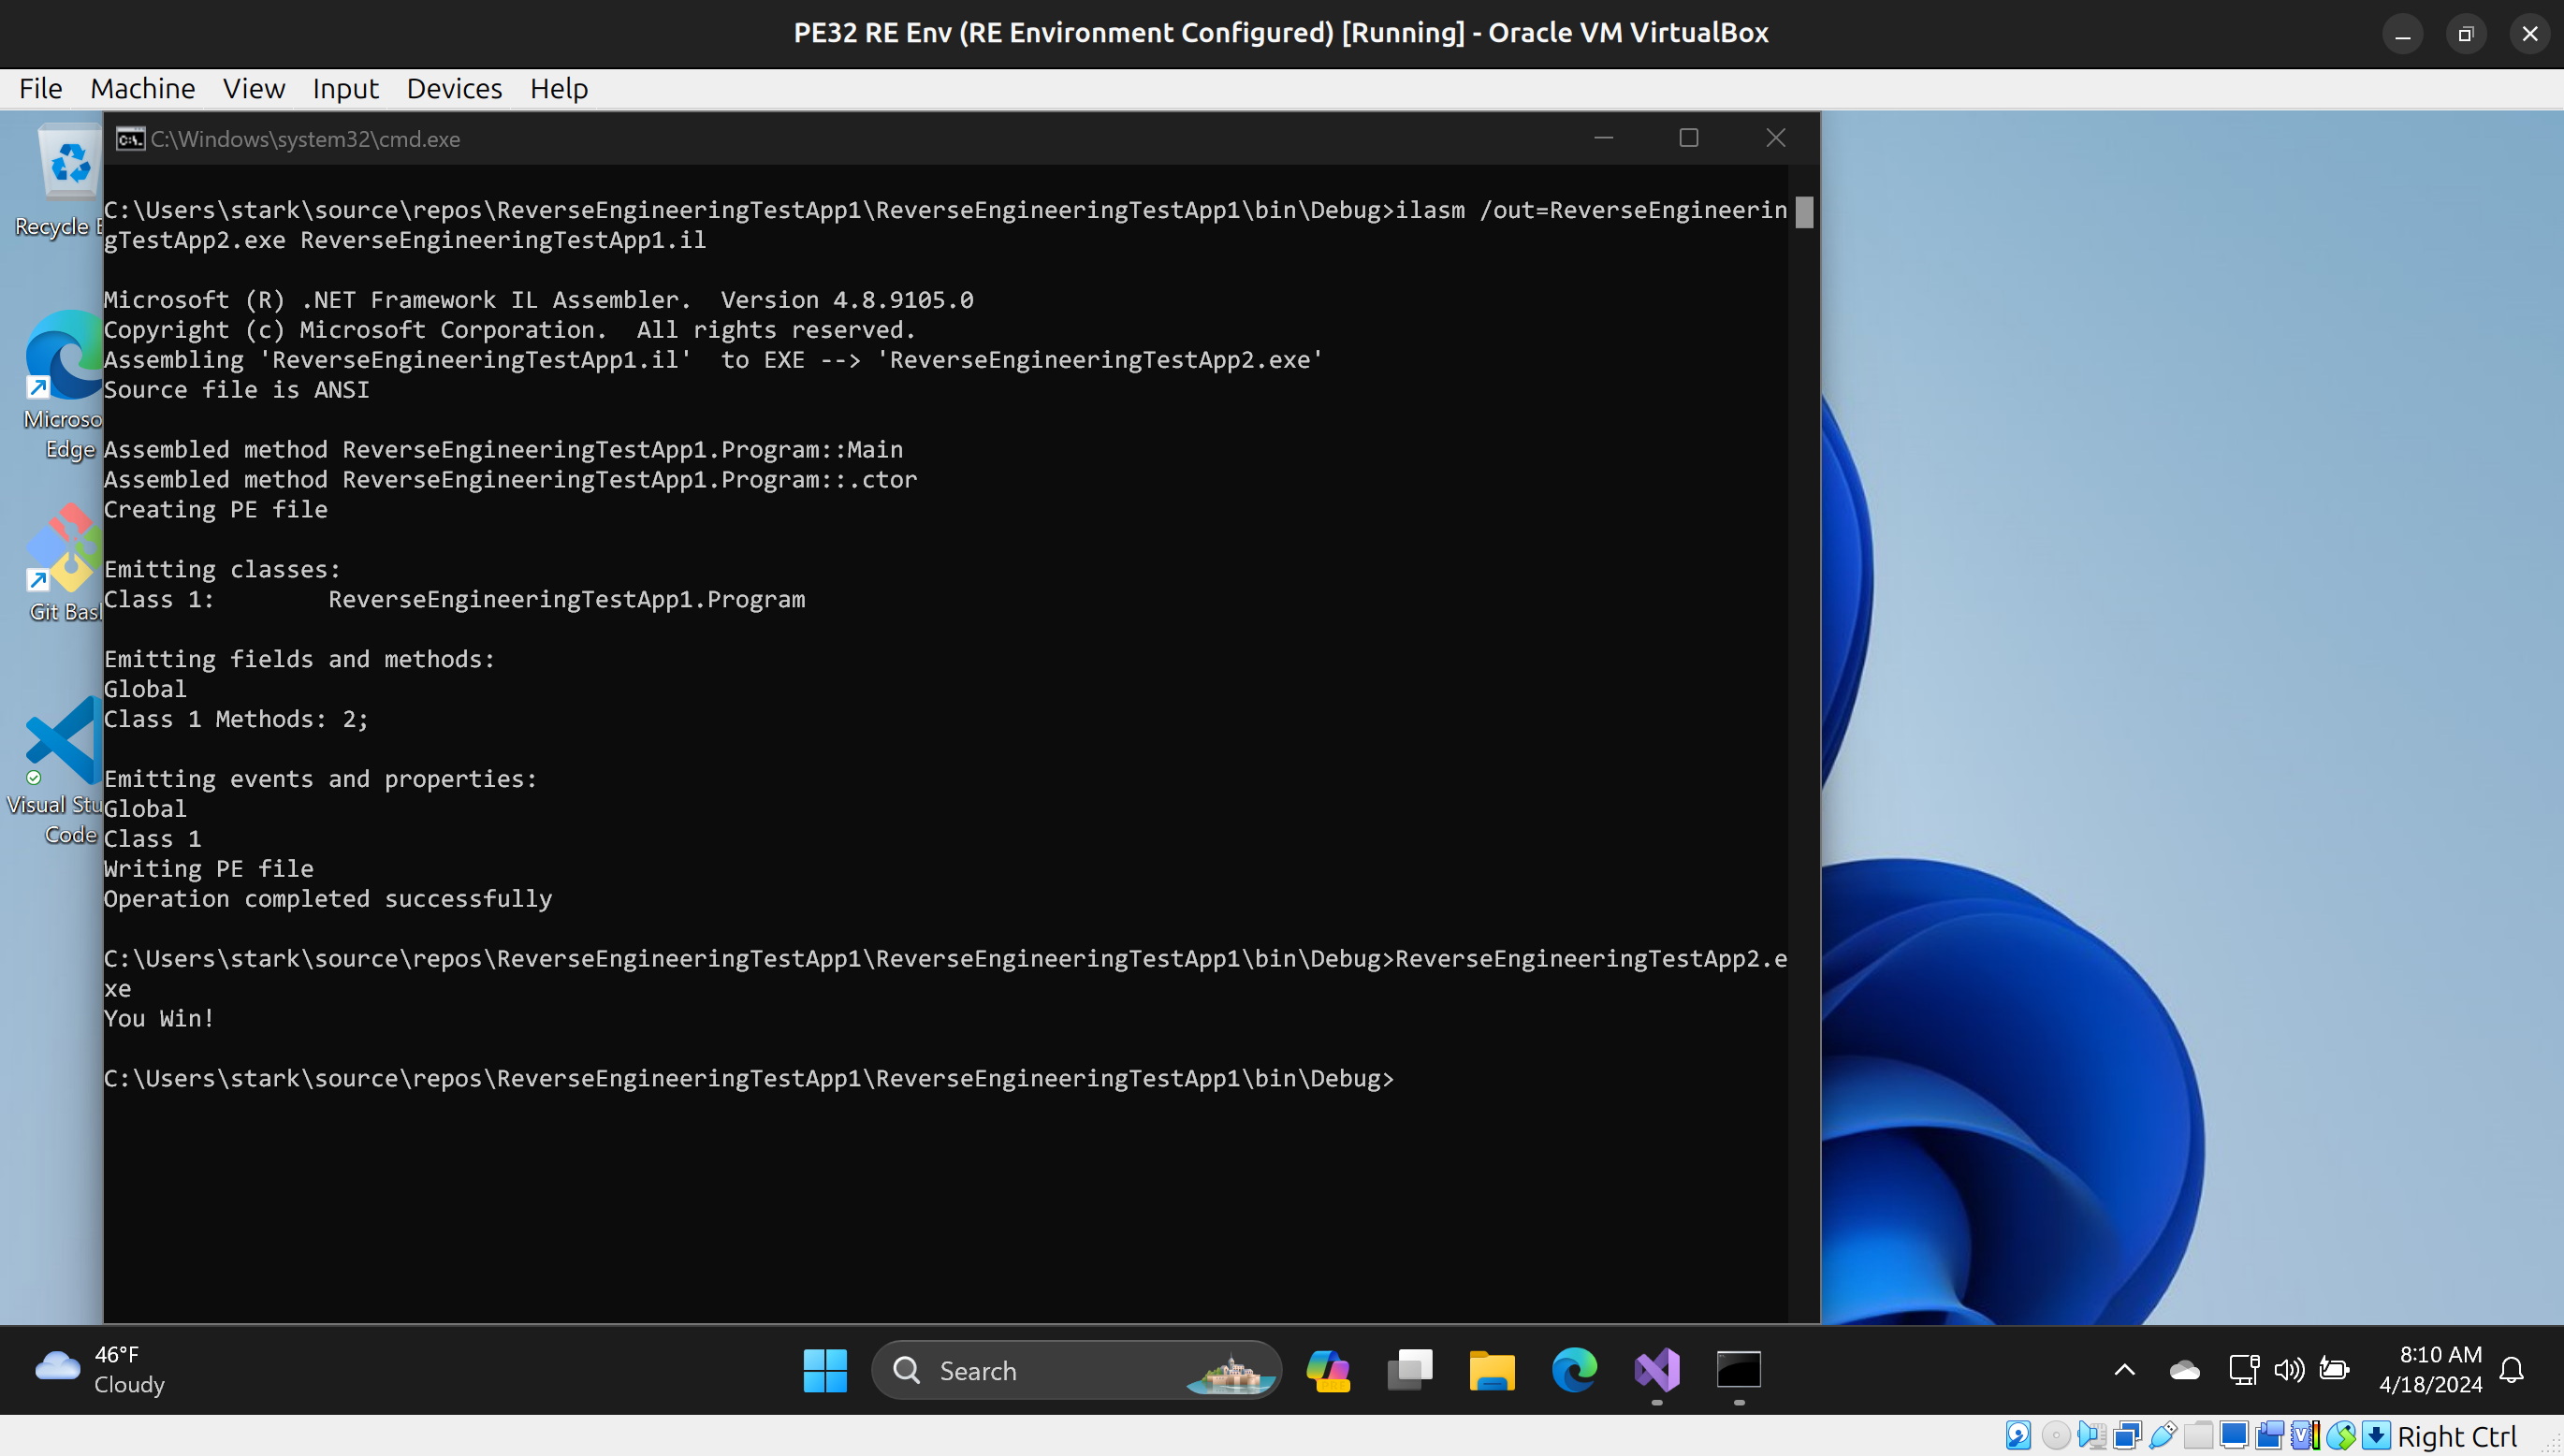 PE32 RE Env (RE Environment Configured) [Running] - Oracle VM VirtualBox
File Machine View Input Devices Help
C:\Windows\system32\cmd.exe
Recycle
Microso
Edge
Git Bas
Visual Stu
Code
C:\Users\stark\source\repos\ReverseEngineeringTestApp1\ReverseEngineeringTestApp1\bin\Debug>ilasm /out=ReverseEngineerin
gTestApp2.exe ReverseEngineeringTestApp1.il
Microsoft (R) .NET Framework IL Assembler.  Version 4.8.9105.0
Copyright (c) Microsoft Corporation.  All rights reserved.
Assembling 'ReverseEngineeringTestApp1.il'  to EXE --> 'ReverseEngineeringTestApp2.exe'
Source file is ANSI
Assembled method ReverseEngineeringTestApp1.Program::Main
Assembled method ReverseEngineeringTestApp1.Program::.ctor
Creating PE file
Emitting classes:
Class 1:        ReverseEngineeringTestApp1.Program
Emitting fields and methods:
Global
Class 1 Methods: 2;
Emitting events and properties:
Global
Class 1
Writing PE file
Operation completed successfully
C:\Users\stark\source\repos\ReverseEngineeringTestApp1\ReverseEngineeringTestApp1\bin\Debug>ReverseEngineeringTestApp2.e
xe
You Win!
C:\Users\stark\source\repos\ReverseEngineeringTestApp1\ReverseEngineeringTestApp1\bin\Debug>
46°F
Cloudy
Search
8:10 AM
4/18/2024
Right Ctrl